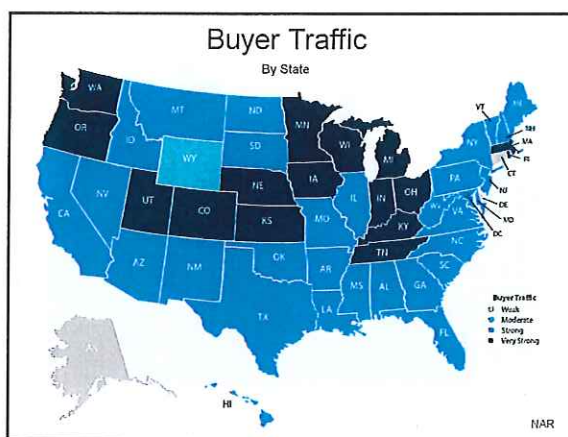 Buyer Traffic
By State
WA
MT
ND
MN
VT
OR
ID
SD
WI
MI
NY
NH
MA
WY
CT
NE
IA
PA
NJ
NV
UT
CO
IL
IN
OH
DE
MD
CA
KS
MO
KY
WV
VA
DC
TN
NC
AZ
NM
OK
AR
SC
MS
AL
GA
TX
LA
FL
HI
Buyer Traffic
Weak
Moderate
Strong
Very Strong
NAR